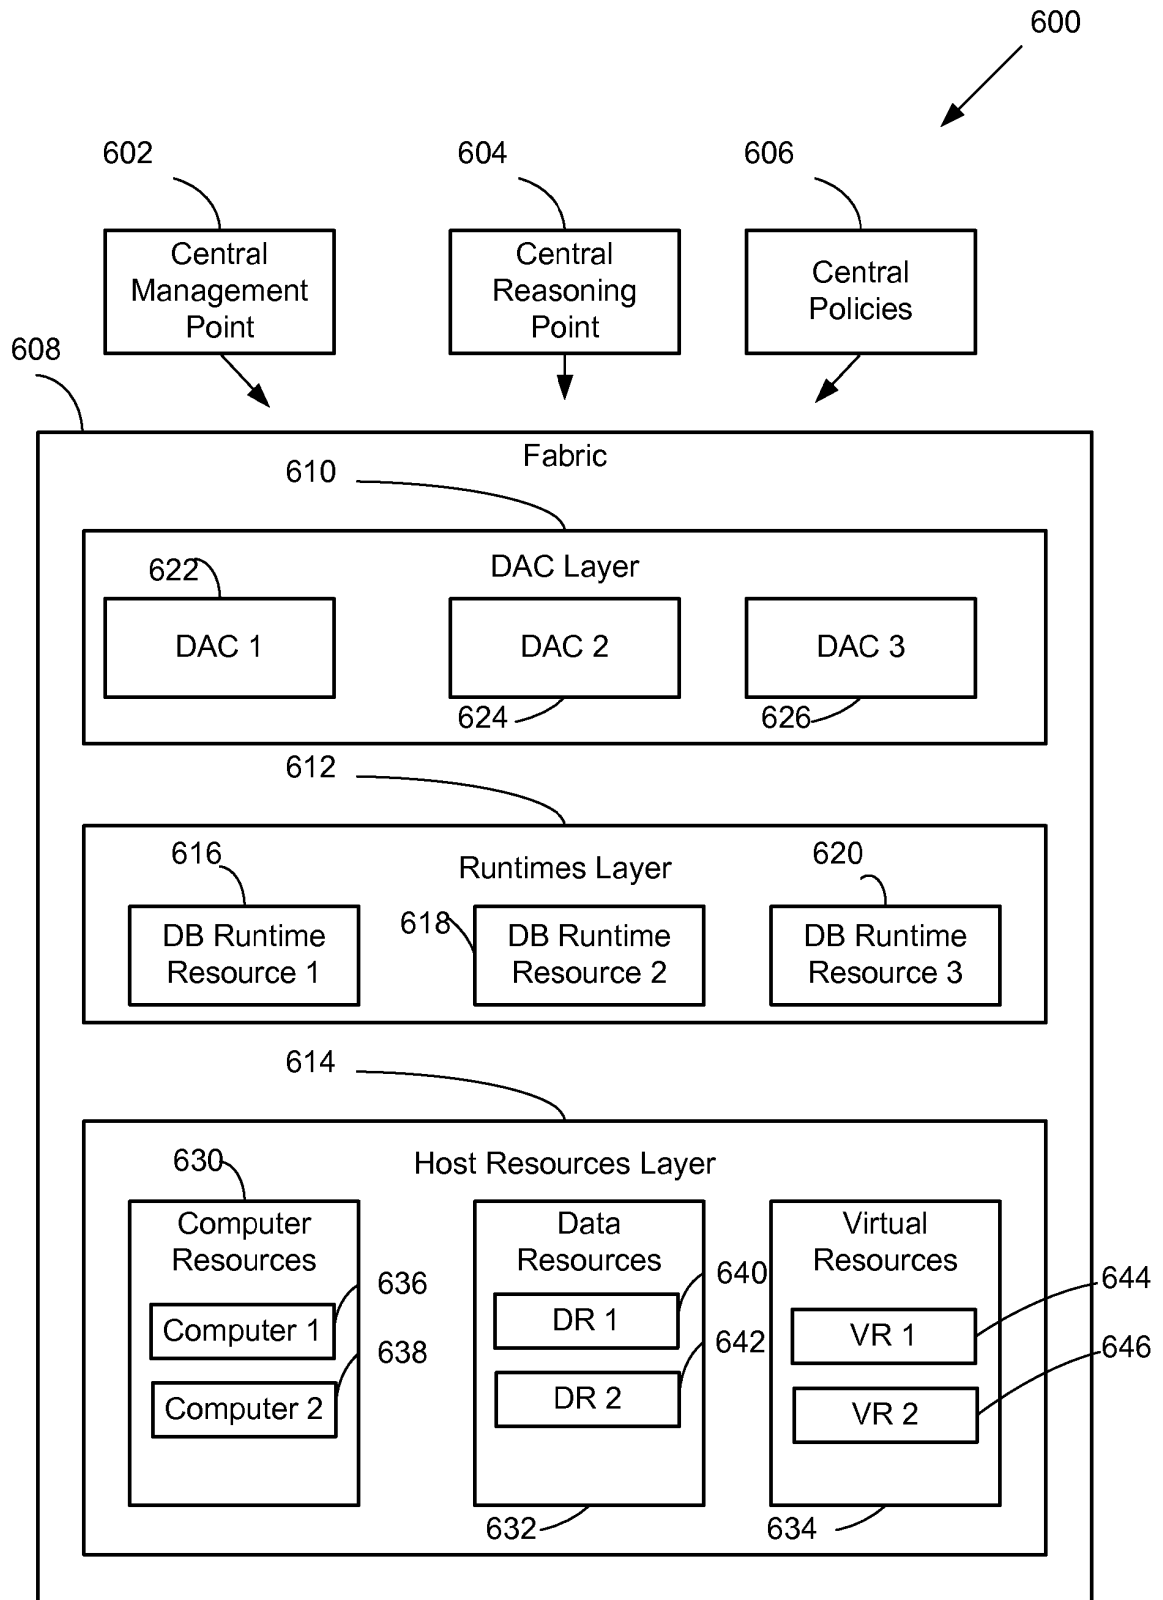 600
602
604
606
Central
Management
Point
Central
Reasoning
Point
Central
Policies
608
Fabric
610
DAC Layer
622
DAC 1
DAC 2
DAC 3
624
626
612
Runtimes Layer
616
618
620
DB Runtime
Resource 1
DB Runtime
Resource 2
DB Runtime
Resource 3
614
Host Resources Layer
630
Computer
Resources
636
Computer 1
638
Computer 2
Data
Resources
640
DR 1
642
DR 2
632
Virtual
Resources
644
VR 1
646
VR 2
634